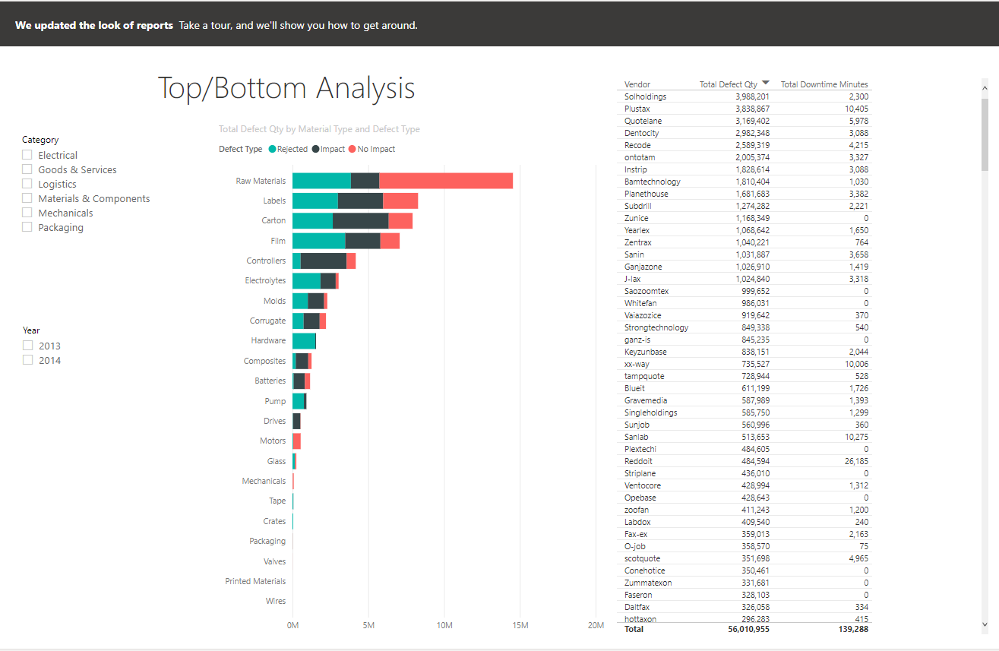 We updated the look of reports Take a tour, and we'll show you how to get around.
Top/Bottom Analysis
Category
Electrical
Goods & Services
Logistics
Materials & Components
Mechanicals
Packaging
Year
2013
2014
Total Defect Qty by Material Type and Defect Type
Defect Type Rejected Impact No Impact
Raw Materials
Labels
Carton
Film
Controllers
Electrolytes
Molds
Corrugate
Hardware
Composites
Batteries
Pump
Drives
Motors
Glass
Mechanicals
Tape
Crates
Packaging
Valves
Printed Materials
Wires
0M 5M 10M 15M 20M
Vendor Total Defect Qty Total Downtime Minutes
Solholdings 3,988,201 2,300
Plustax 3,838,867 10,405
Quotelane 3,169,402 5,978
Dentocity 2,982,348 3,088
Recode 2,589,319 4,215
ontotam 2,005,374 3,327
Instrip 1,828,614 3,088
Bamtechnology 1,810,404 1,030
Planethouse 1,681,683 3,382
Subdrill 1,274,282 2,221
Zunice 1,168,349 0
Yearlex 1,068,642 1,650
Zentrax 1,040,221 764
Sanin 1,031,887 3,658
Ganjazone 1,026,910 1,419
J-lax 1,024,840 3,318
Saozoomtex 999,652 0
Whitefan 986,031 0
Vaiazozice 919,642 370
Strongtechnology 849,338 540
ganz-is 845,235 0
Keyzunbase 838,151 2,044
xx-way 735,527 10,006
tampquote 728,944 528
Blueit 611,199 1,726
Gravemedia 587,989 1,393
Singleholdings 585,750 1,299
Sunjob 560,996 360
Sanlab 513,653 10,275
Plextechi 484,605 0
Reddoit 484,594 26,185
Striplane 436,010 0
Ventocore 428,994 1,312
Opebase 428,643 0
zoofan 411,243 1,200
Labdox 409,540 240
Fax-ex 359,013 2,163
O-job 358,570 75
scotquote 351,698 4,965
Conehotice 350,461 0
Zummatexon 331,681 0
Faseron 328,103 0
Daltfax 326,058 334
hottaxon 296,283 415
Total 56,010,955 139,288